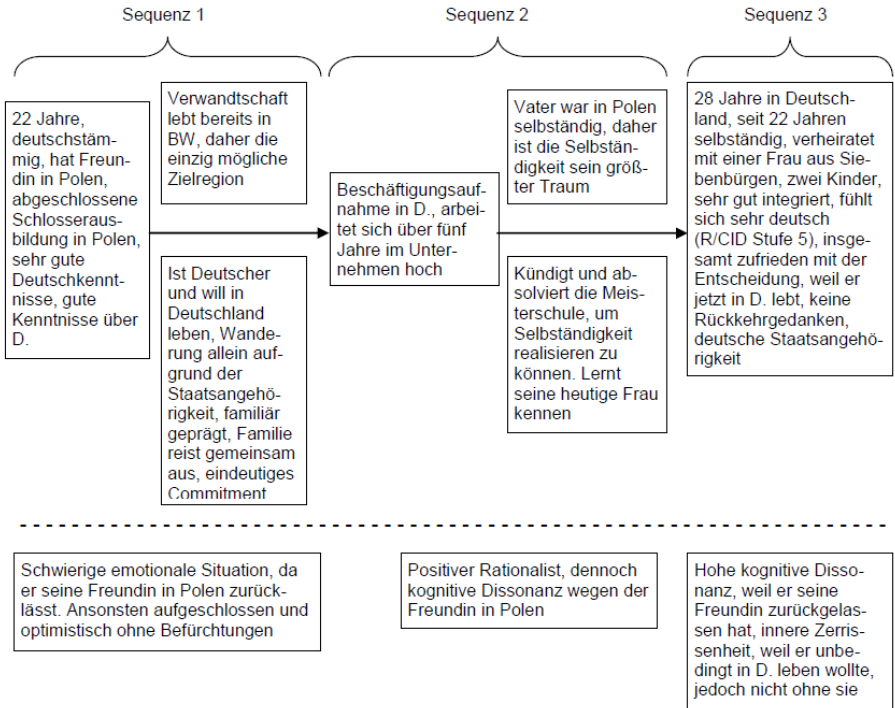 Sequenz 1
Sequenz 2
Sequenz 3
22 Jahre,
deutschstäm-
mig, hat Freun-
din in Polen,
abgeschlossene
Schlosseraus-
bildung in Polen,
sehr gute
Deutschkennt-
nisse, gute
Kenntnisse über
D.
Verwandtschaft
lebt bereits in
BW, daher die
einzig mögliche
Zielregion
Ist Deutscher
und will in
Deutschland
leben, Wande-
rung allein auf-
grund der
Staatsangehö-
rigkeit, familiär
geprägt, Familie
reist gemeinsam
aus, eindeutiges
Commitment
Beschäftigungsauf-
nahme in D., arbei-
tet sich über fünf
Jahre im Unter-
nehmen hoch
Vater war in Polen
selbständig, daher
ist die Selbstän-
digkeit sein größ-
ter Traum
Kündigt und ab-
solviert die Meis-
terschule, um
Selbständigkeit
realisieren zu
können. Lernt
seine heutige Frau
kennen
28 Jahre in Deutsch-
land, seit 22 Jahren
selbständig, verheiratet
mit einer Frau aus Sie-
benbürgen, zwei Kinder,
sehr gut integriert, fühlt
sich sehr deutsch
(R/CID Stufe 5), insge-
samt zufrieden mit der
Entscheidung, weil er
jetzt in D. lebt, keine
Rückkehrgedanken,
deutsche Staatsangehö-
rigkeit
Schwierige emotionale Situation, da
er seine Freundin in Polen zurück-
lässt. Ansonsten aufgeschlossen und
optimistisch ohne Befürchtungen
Positiver Rationalist, dennoch
kognitive Dissonanz wegen der
Freundin in Polen
Hohe kognitive Disso-
nanz, weil er seine
Freundin zurückgelas-
sen hat, innere Zerris-
senheit, weil er unbe-
dingt in D. leben wollte,
jedoch nicht ohne sie